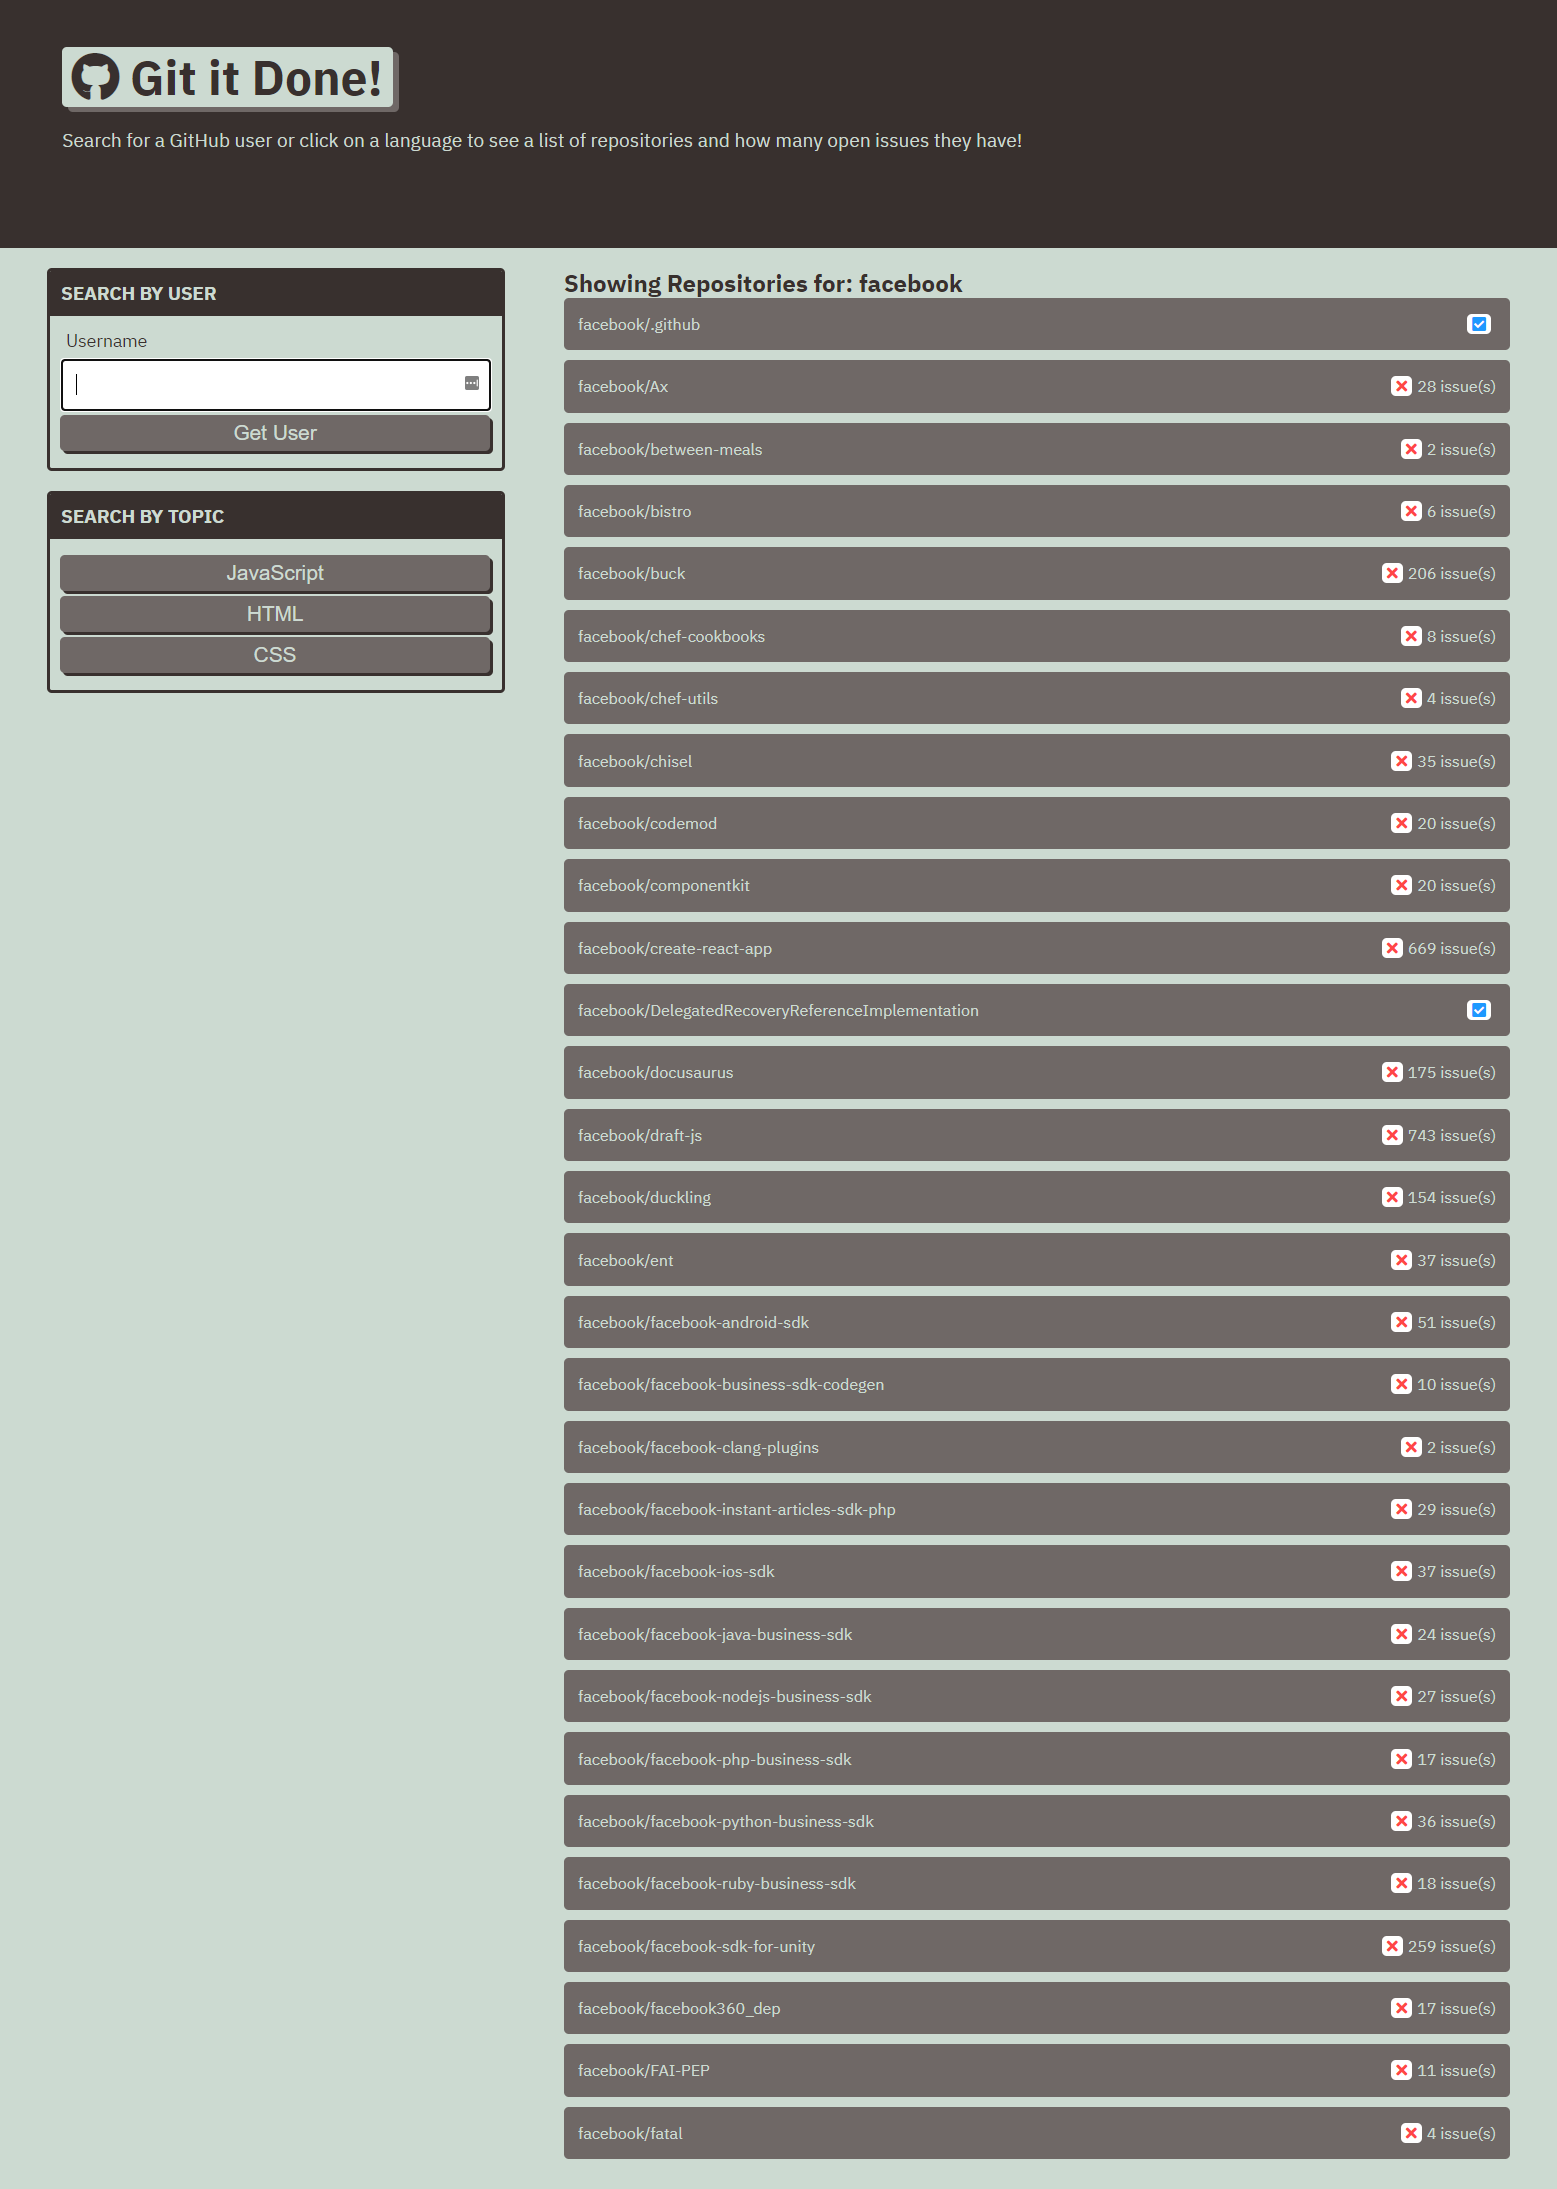 Git it Done!
Search for a GitHub user or click on a language to see a list of repositories and how many open issues they have!
SEARCH BY USER
Username
Get User
SEARCH BY TOPIC
JavaScript
HTML
CSS
Showing Repositories for: facebook
facebook/.github
facebook/Ax 28 issue(s)
facebook/between-meals 2 issue(s)
facebook/bistro 6 issue(s)
facebook/buck 206 issue(s)
facebook/chef-cookbooks 8 issue(s)
facebook/chef-utils 4 issue(s)
facebook/chisel 35 issue(s)
facebook/codemod 20 issue(s)
facebook/componentkit 20 issue(s)
facebook/create-react-app 669 issue(s)
facebook/DelegatedRecoveryReferenceImplementation
facebook/docusaurus 175 issue(s)
facebook/draft-js 743 issue(s)
facebook/duckling 154 issue(s)
facebook/ent 37 issue(s)
facebook/facebook-android-sdk 51 issue(s)
facebook/facebook-business-sdk-codegen 10 issue(s)
facebook/facebook-clang-plugins 2 issue(s)
facebook/facebook-instant-articles-sdk-php 29 issue(s)
facebook/facebook-ios-sdk 37 issue(s)
facebook/facebook-java-business-sdk 24 issue(s)
facebook/facebook-nodejs-business-sdk 27 issue(s)
facebook/facebook-php-business-sdk 17 issue(s)
facebook/facebook-python-business-sdk 36 issue(s)
facebook/facebook-ruby-business-sdk 18 issue(s)
facebook/facebook-sdk-for-unity 259 issue(s)
facebook/facebook360_dep 17 issue(s)
facebook/FAI-PEP 11 issue(s)
facebook/fatal 4 issue(s)